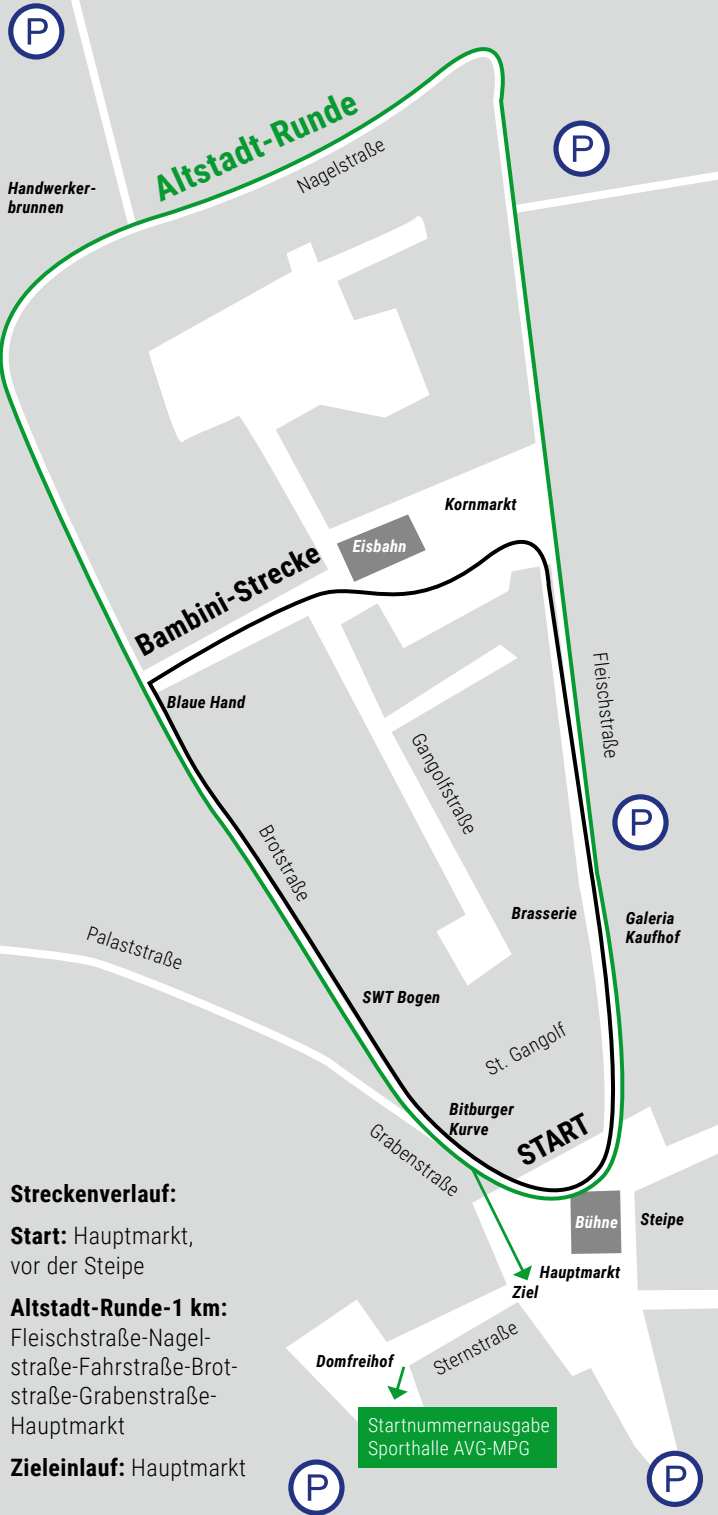 P
Altstadt-Runde
P
Nagelstraße
Handwerker-
brunnen
Kornmarkt
Eisbahn
Bambini-Strecke
Fleischstraße
Blaue Hand
Gangolfstraße
P
Brotstraße
Brasserie
Galeria
Kaufhof
Palaststraße
SWT Bogen
St. Gangolf
Bitburger
Kurve
START
Grabenstraße
Bühne
Steipe
Hauptmarkt
Ziel
Sternstraße
Domfreihof
Startnummernausgabe
Sporthalle AVG-MPG
P
P
Streckenverlauf:
Start: Hauptmarkt,
vor der Steipe
Altstadt-Runde-1 km:
Fleischstraße-Nagel-
straße-Fahrstraße-Brot-
straße-Grabenstraße-
Hauptmarkt
Zieleinlauf: Hauptmarkt